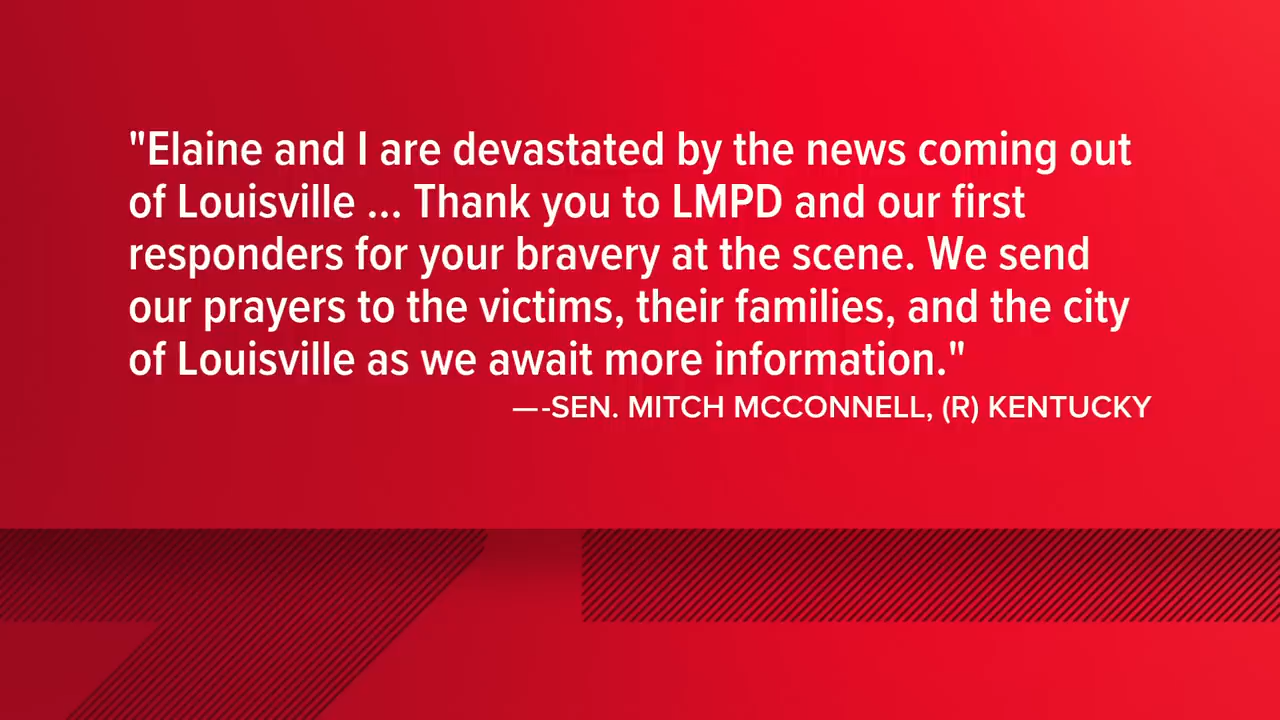 "Elaine and I are devastated by the news coming out
of Louisville ... Thank you to LMPD and our first
responders for your bravery at the scene. We send
our prayers to the victims, their families, and the city
of Louisville as we await more information."
—-SEN. MITCH MCCONNELL, (R) KENTUCKY